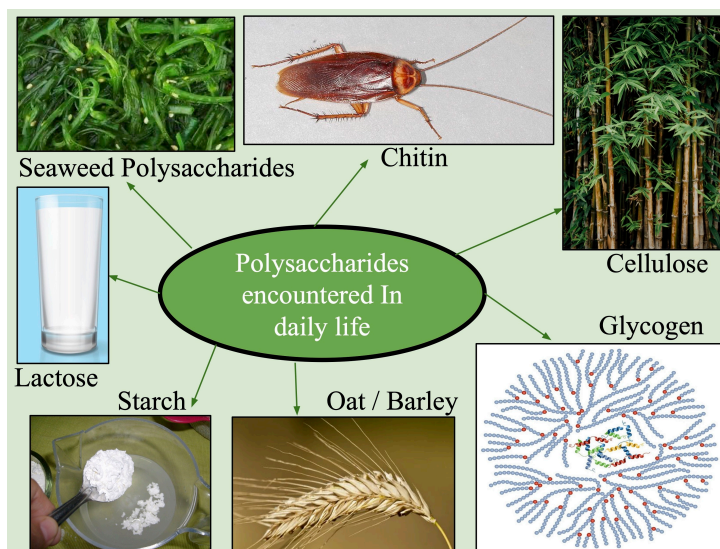 Seaweed Polysaccharides
Chitin
Cellulose
Polysaccharides
encountered In
daily life
Lactose
Glycogen
Starch
Oat / Barley